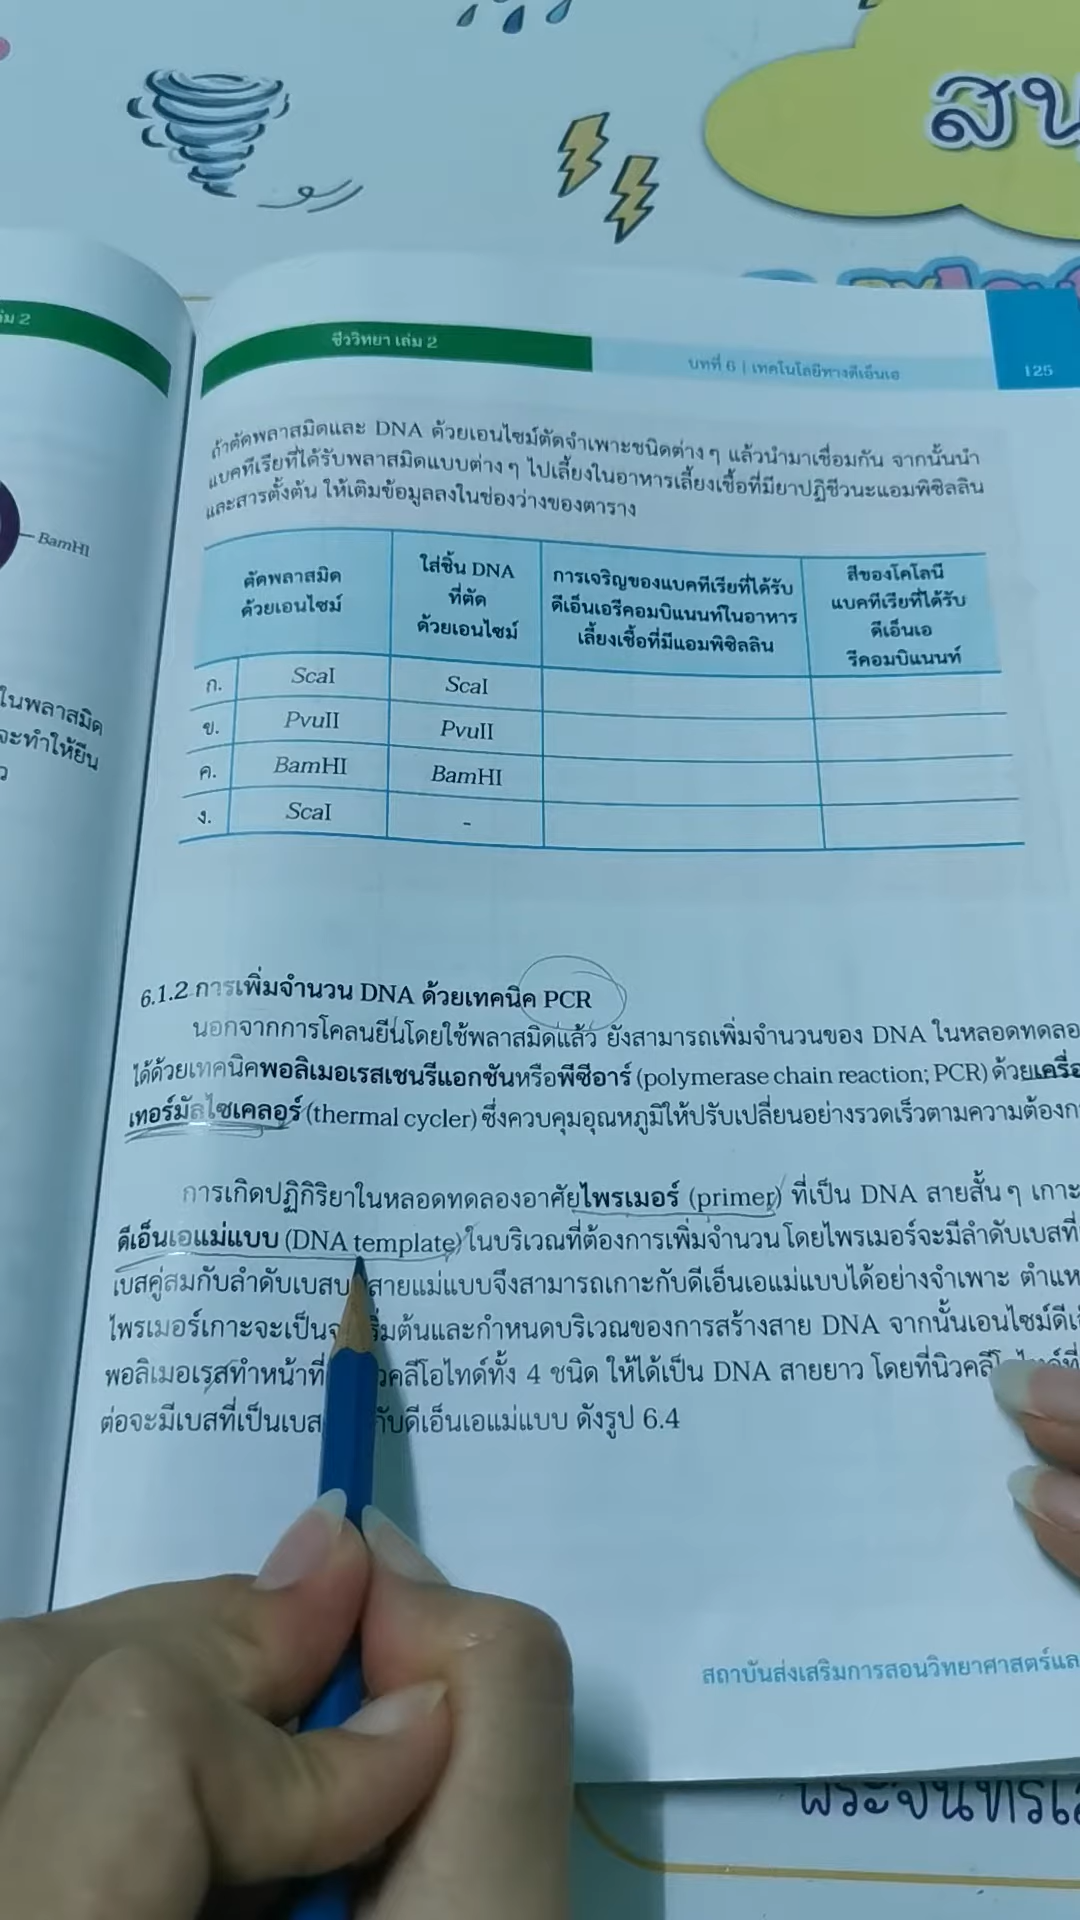 สน
ม 2
ชีววิทยา เล่ม 2
บทที่ 6 | เทคโนโลยีทางดีเอ็นเอ
125
ถ้าตัดพลาสมิดและ DNA ด้วยเอนไซม์ตัดจำเพาะชนิดต่าง ๆ แล้วนำมาเชื่อมกัน จากนั้นนำ
แบคทีเรียที่ได้รับพลาสมิดแบบต่าง ๆ ไปเลี้ยงในอาหารเลี้ยงเชื้อที่มียาปฏิชีวนะแอมพิซิลลิน
และสารตั้งต้น ให้เติมข้อมูลลงในช่องว่างของตาราง
BamHI
ในพลาสมิด
จะทำให้ยีน
ตัดพลาสมิด
ด้วยเอนไซม์
ใส่ชิ้น DNA
ที่ตัด
ด้วยเอนไซม์
การเจริญของแบคทีเรียที่ได้รับ
ดีเอ็นเอรีคอมบิแนนท์ในอาหาร
เลี้ยงเชื้อที่มีแอมพิซิลลิน
สีของโคโลนี
แบคทีเรียที่ได้รับ
ดีเอ็นเอ
รีคอมบิแนนท์
ก. ScaI ScaI
ข. PvuII PvuII
ค. BamHI BamHI
ง. ScaI -
6.1.2 การเพิ่มจำนวน DNA ด้วยเทคนิค PCR
นอกจากการโคลนยีนโดยใช้พลาสมิดแล้ว ยังสามารถเพิ่มจำนวนของ DNA ในหลอดทดลอ
ได้ด้วยเทคนิคพอลิเมอเรสเชนรีแอกชันหรือพีซีอาร์ (polymerase chain reaction; PCR) ด้วยเครื่อ
เทอร์มัลไซเคลอร์ (thermal cycler) ซึ่งควบคุมอุณหภูมิให้ปรับเปลี่ยนอย่างรวดเร็วตามความต้องก
การเกิดปฏิกิริยาในหลอดทดลองอาศัยไพรเมอร์ (primer) ที่เป็น DNA สายสั้น ๆ เกาะ
ดีเอ็นเอแม่แบบ (DNA template) ในบริเวณที่ต้องการเพิ่มจำนวน โดยไพรเมอร์จะมีลำดับเบสที่
เบสคู่สมกับลำดับเบสบ สายแม่แบบจึงสามารถเกาะกับดีเอ็นเอแม่แบบได้อย่างจำเพาะ ตำแห
ไพรเมอร์เกาะจะเป็นจ ริ่มต้นและกำหนดบริเวณของการสร้างสาย DNA จากนั้นเอนไซม์ดีเ
พอลิเมอเรสทำหน้าที่ วคลีโอไทด์ทั้ง 4 ชนิด ให้ได้เป็น DNA สายยาว โดยที่นิวคลีโอไทด์ที่
ต่อจะมีเบสที่เป็นเบส กับดีเอ็นเอแม่แบบ ดังรูป 6.4
สถาบันส่งเสริมการสอนวิทยาศาสตร์แล
พระจันทร์เ